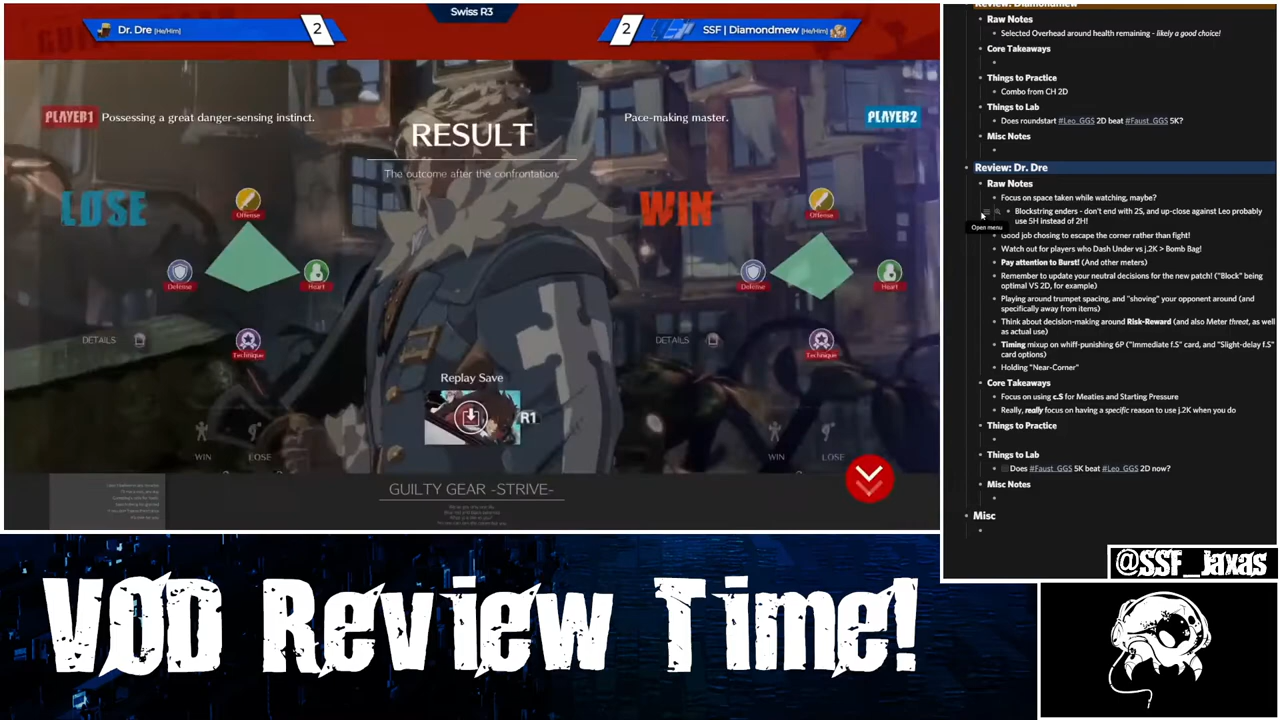 Swiss R3
Dr. Dre [He/Him]
2
2
SSF | Diamondmew [He/Him]
PLAYER1
Possessing a great danger-sensing instinct.
RESULT
The outcome after the confrontation.
Pace-making master.
PLAYER2
LOSE
WIN
Offense
Defense
Heart
Technique
Offense
Defense
Heart
Technique
DETAILS
DETAILS
Replay Save
R1
WIN
LOSE
WIN
LOSE
GUILTY GEAR -STRIVE-
Review: Diamondmew
Raw Notes
Selected Overhead around health remaining - likely a good choice!
Core Takeaways
Things to Practice
Combo from CH 2D
Things to Lab
Does roundstart #Leo_GGS 2D beat #Faust_GGS 5K?
Misc Notes
Review: Dr. Dre
Raw Notes
Focus on space taken while watching, maybe?
Blockstring enders - don't end with 2S, and up-close against Leo probably
use 5H instead of 2H!
Open menu
Good job chosing to escape the corner rather than fight!
Watch out for players who Dash Under vs j.2K > Bomb Bag!
Pay attention to Burst! (And other meters)
Remember to update your neutral decisions for the new patch! ("Block" being
optimal VS 2D, for example)
Playing around trumpet spacing, and "shoving" your opponent around (and
specifically away from items)
Think about decision-making around Risk-Reward (and also Meter threat, as well
as actual use)
Timing mixup on whiff-punishing 6P ("Immediate f.S" card, and "Slight-delay f.S"
card options)
Holding "Near-Corner"
Core Takeaways
Focus on using c.S for Meaties and Starting Pressure
Really, really focus on having a specific reason to use j.2K when you do
Things to Practice
Things to Lab
Does #Faust_GGS 5K beat #Leo_GGS 2D now?
Misc Notes
Misc
@SSF_Jaxas
VOD Review Time!